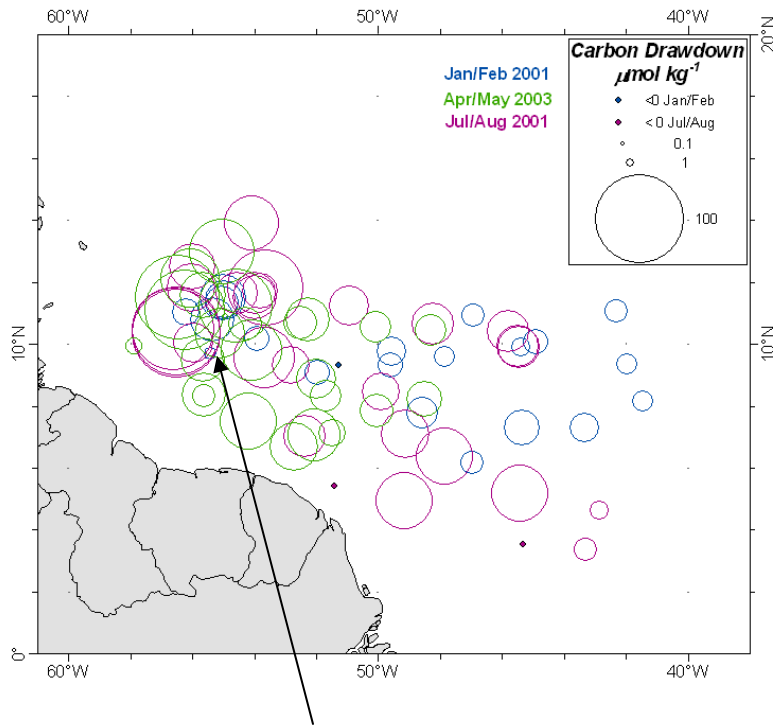 60°W 50°W 40°W
20°N
Carbon Drawdown
µmol kg-1
<0 Jan/Feb
< 0 Jul/Aug
0.1
1
100
Jan/Feb 2001
Apr/May 2003
Jul/Aug 2001
10°N 10°N
0° 0°
60°W 50°W 40°W